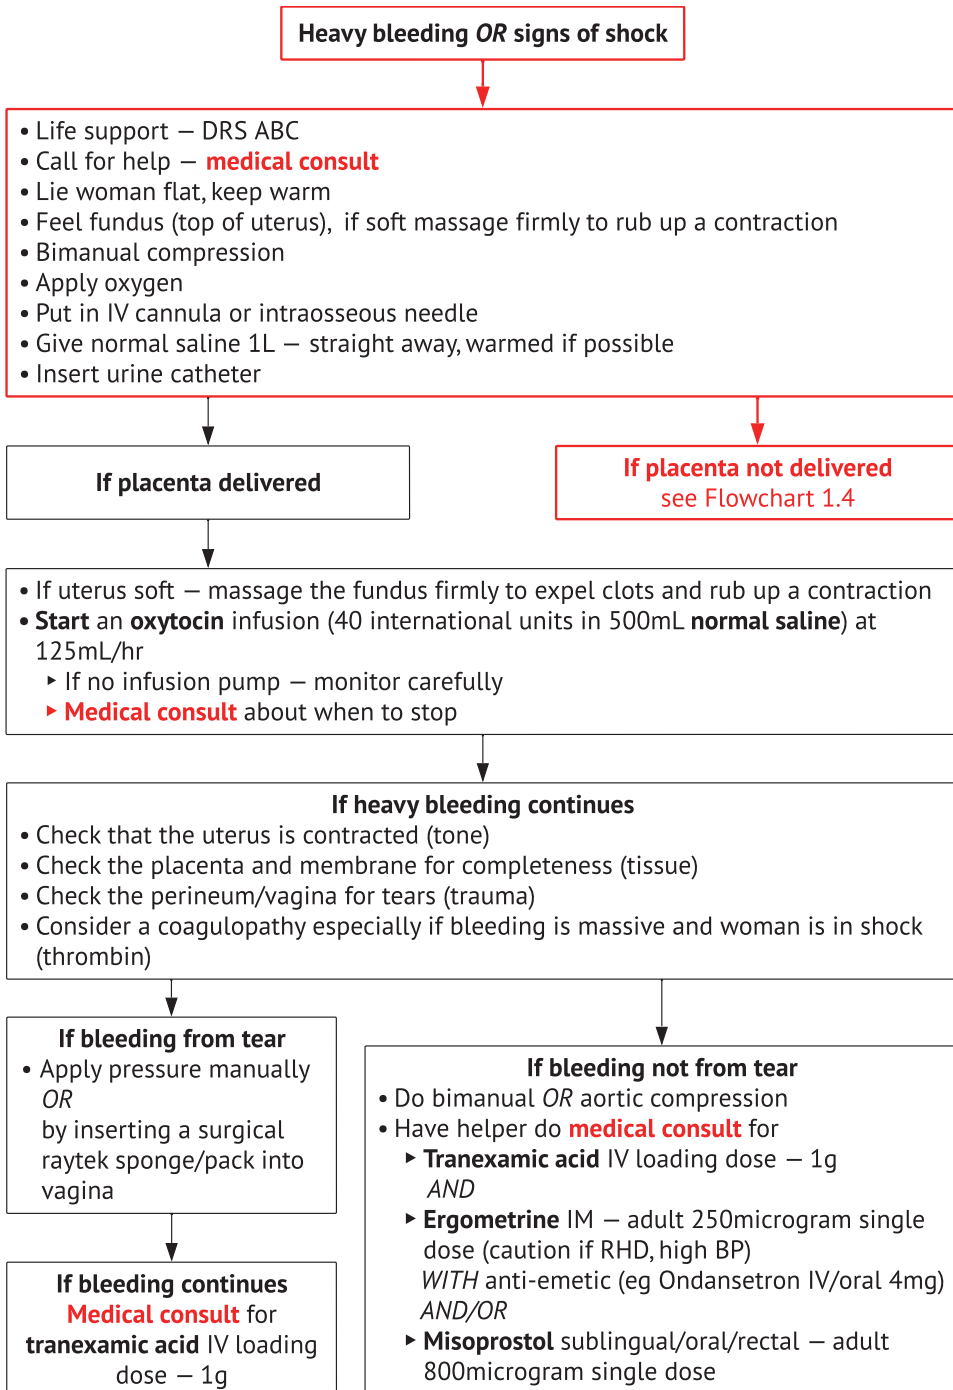 Heavy bleeding OR signs of shock
• Life support — DRS ABC
• Call for help — medical consult
• Lie woman flat, keep warm
• Feel fundus (top of uterus), if soft massage firmly to rub up a contraction
• Bimanual compression
• Apply oxygen
• Put in IV cannula or intraosseous needle
• Give normal saline 1L — straight away, warmed if possible
• Insert urine catheter
If placenta delivered
If placenta not delivered
see Flowchart 1.4
• If uterus soft — massage the fundus firmly to expel clots and rub up a contraction
• Start an oxytocin infusion (40 international units in 500mL normal saline) at
125mL/hr
▸ If no infusion pump — monitor carefully
▸ Medical consult about when to stop
If heavy bleeding continues
• Check that the uterus is contracted (tone)
• Check the placenta and membrane for completeness (tissue)
• Check the perineum/vagina for tears (trauma)
• Consider a coagulopathy especially if bleeding is massive and woman is in shock
(thrombin)
If bleeding from tear
• Apply pressure manually
OR
by inserting a surgical
raytek sponge/pack into
vagina
If bleeding continues
Medical consult for
tranexamic acid IV loading
dose — 1g
If bleeding not from tear
• Do bimanual OR aortic compression
• Have helper do medical consult for
▸ Tranexamic acid IV loading dose — 1g
AND
▸ Ergometrine IM — adult 250microgram single
dose (caution if RHD, high BP)
WITH anti-emetic (eg Ondansetron IV/oral 4mg)
AND/OR
▸ Misoprostol sublingual/oral/rectal — adult
800microgram single dose